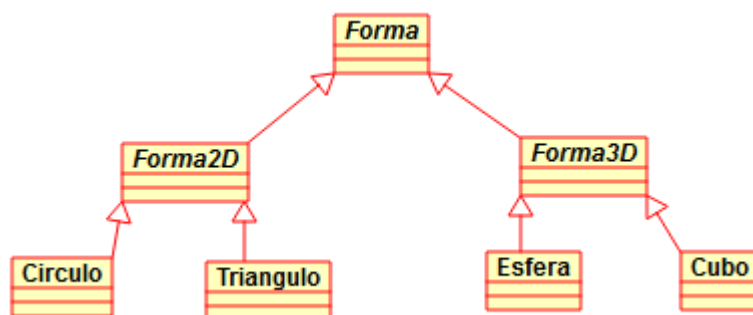 Forma
Forma2D
Forma3D
Circulo
Triangulo
Esfera
Cubo